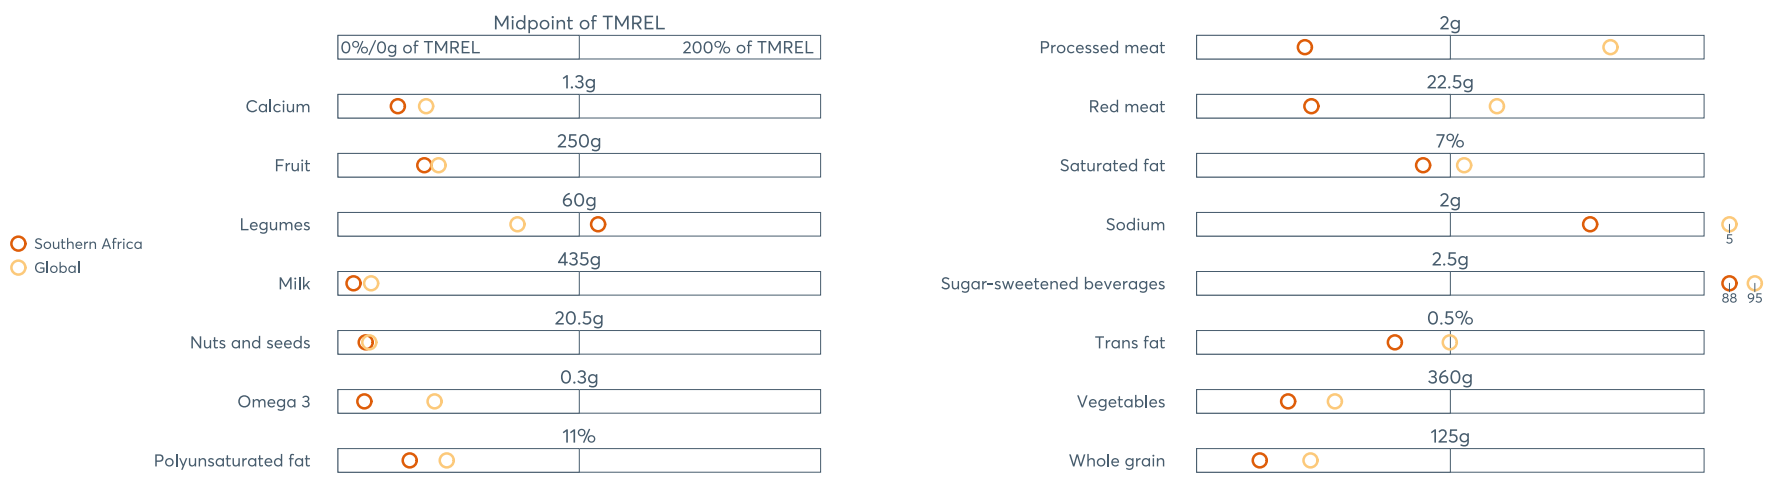 Midpoint of TMREL
0%/0g of TMREL 200% of TMREL
1.3g
Calcium
250g
Fruit
60g
Legumes
Southern Africa
Global
435g
Milk
20.5g
Nuts and seeds
0.3g
Omega 3
11%
Polyunsaturated fat
2g
Processed meat
22.5g
Red meat
7%
Saturated fat
2g
Sodium
5
2.5g
Sugar-sweetened beverages
88 95
0.5%
Trans fat
360g
Vegetables
125g
Whole grain